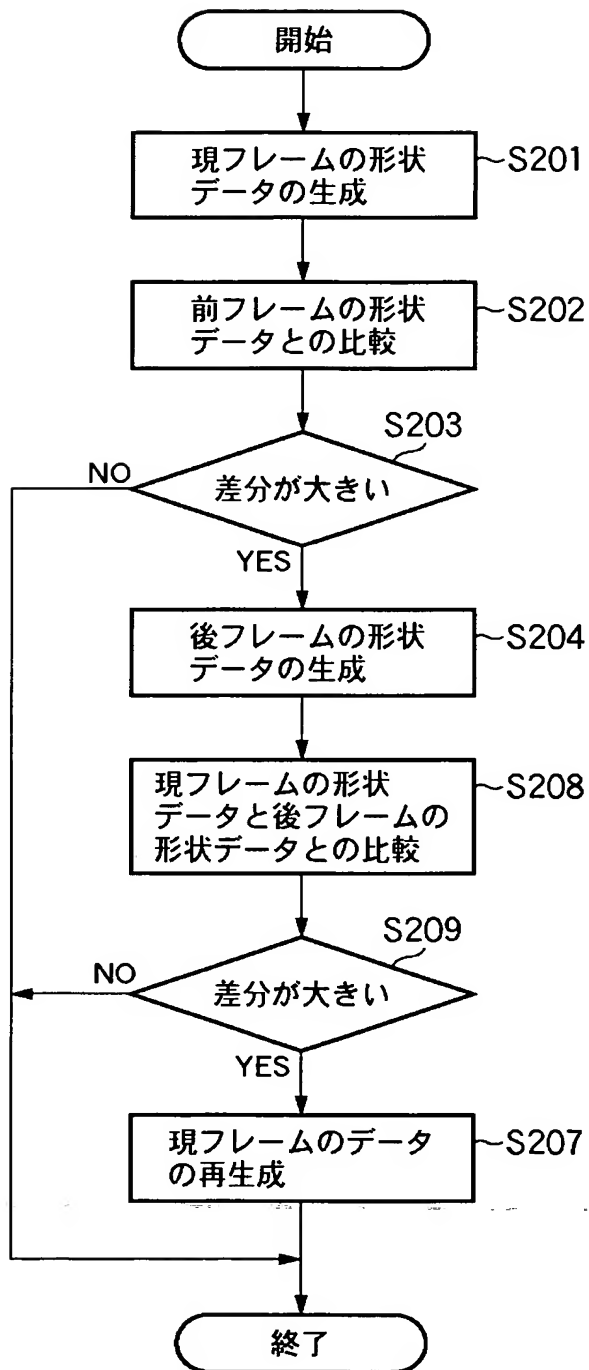 開始
現フレームの形状
データの生成
S201
前フレームの形状
データとの比較
S202
S203
差分が大きい
NO
YES
後フレームの形状
データの生成
S204
現フレームの形状
データと後フレームの
形状データとの比較
S208
S209
差分が大きい
NO
YES
現フレームのデータ
の再生成
S207
終了